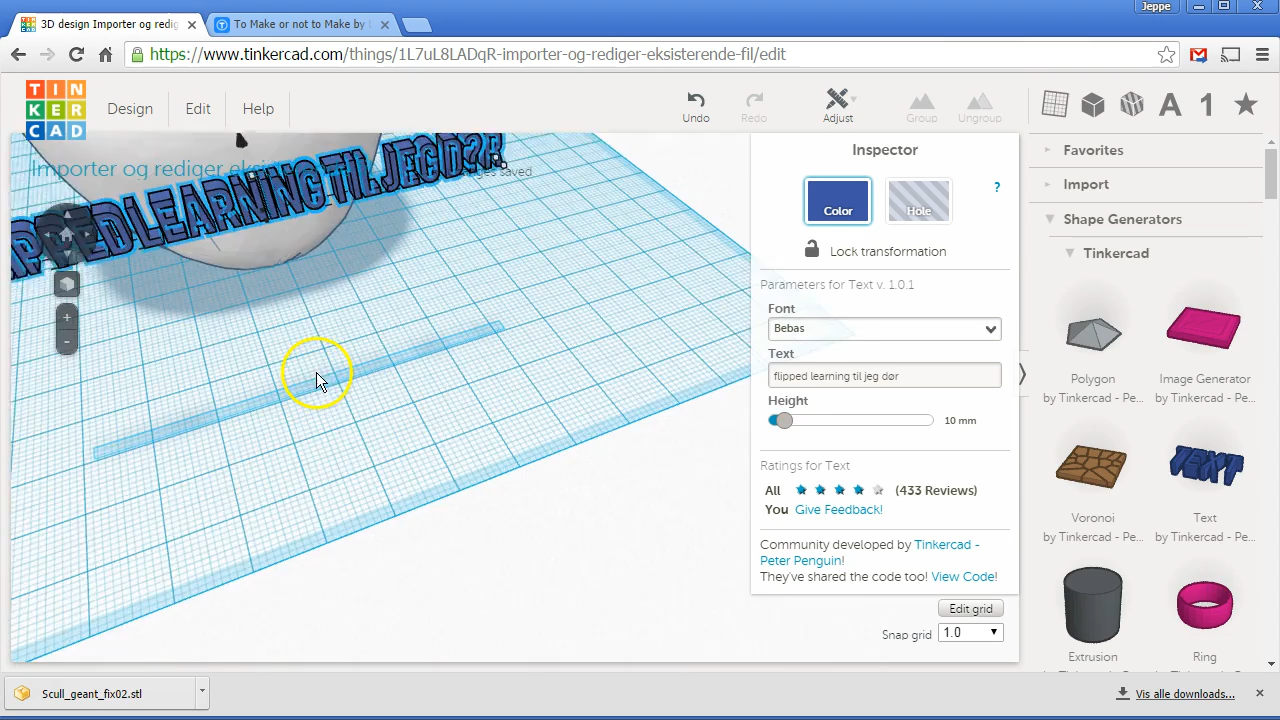 Jeppe
3D design Importer og redig
To Make or not to Make by
https://www.tinkercad.com/things/1L7uL8LADqR-importer-og-rediger-eksisterende-fil/edit
TIN
KER
CAD
Design
Edit
Help
Undo
Redo
Adjust
Group
Ungroup
Importer og rediger
saved
LEARNING TIL JEG D?R
Inspector
Color
Hole
?
Lock transformation
Parameters for Text v. 1.0.1
Font
Bebas
Text
flipped learning til jeg dør
Height
10 mm
Ratings for Text
All
(433 Reviews)
You Give Feedback!
Community developed by Tinkercad -
Peter Penguin!
They've shared the code too! View Code!
Edit grid
Snap grid
1.0
Favorites
Import
Shape Generators
Tinkercad
Polygon
by Tinkercad - Pe...
Image Generator
by Tinkercad - Pe...
Voronoi
by Tinkercad - Pe...
TEXT
Text
by Tinkercad - Pe...
Extrusion
Ring
Scull_geant_fix02.stl
Vis alle downloads...